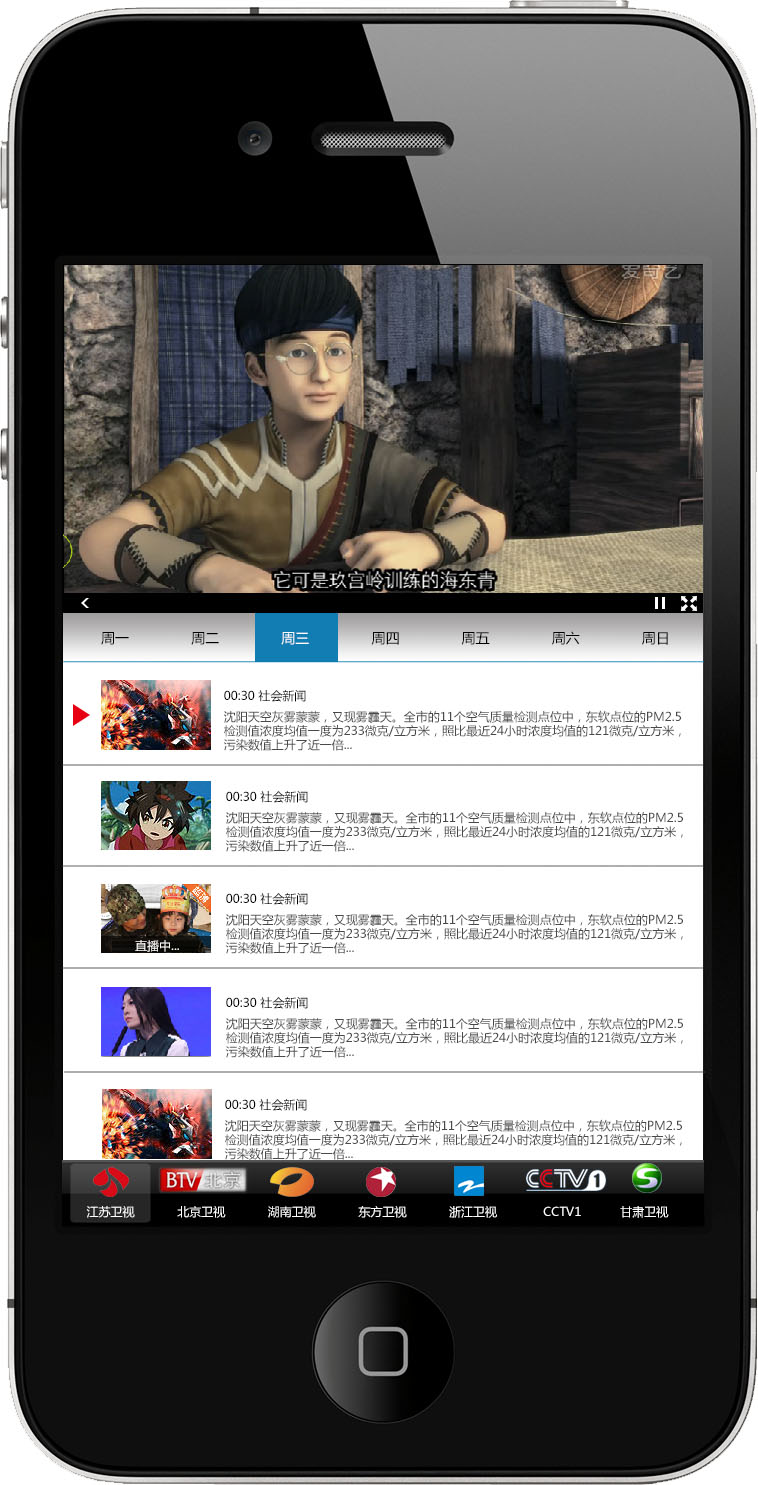 爱奇艺
它可是玖宫岭训练的海东青
周一 周二 周三 周四 周五 周六 周日
00:30 社会新闻
沈阳天空灰雾蒙蒙，又现雾霾天。全市的11个空气质量检测点位中，东软点位的PM2.5
检测值浓度均值一度为233微克/立方米，照比最近24小时浓度均值的121微克/立方米，
污染数值上升了近一倍...
00:30 社会新闻
沈阳天空灰雾蒙蒙，又现雾霾天。全市的11个空气质量检测点位中，东软点位的PM2.5
检测值浓度均值一度为233微克/立方米，照比最近24小时浓度均值的121微克/立方米，
污染数值上升了近一倍...
直播中...
00:30 社会新闻
沈阳天空灰雾蒙蒙，又现雾霾天。全市的11个空气质量检测点位中，东软点位的PM2.5
检测值浓度均值一度为233微克/立方米，照比最近24小时浓度均值的121微克/立方米，
污染数值上升了近一倍...
00:30 社会新闻
沈阳天空灰雾蒙蒙，又现雾霾天。全市的11个空气质量检测点位中，东软点位的PM2.5
检测值浓度均值一度为233微克/立方米，照比最近24小时浓度均值的121微克/立方米，
污染数值上升了近一倍...
00:30 社会新闻
沈阳天空灰雾蒙蒙，又现雾霾天。全市的11个空气质量检测点位中，东软点位的PM2.5
检测值浓度均值一度为233微克/立方米，照比最近24小时浓度均值的121微克/立方米，
污染数值上升了近一倍...
BTV 北京 CCTV1
江苏卫视 北京卫视 湖南卫视 东方卫视 浙江卫视 CCTV1 甘肃卫视